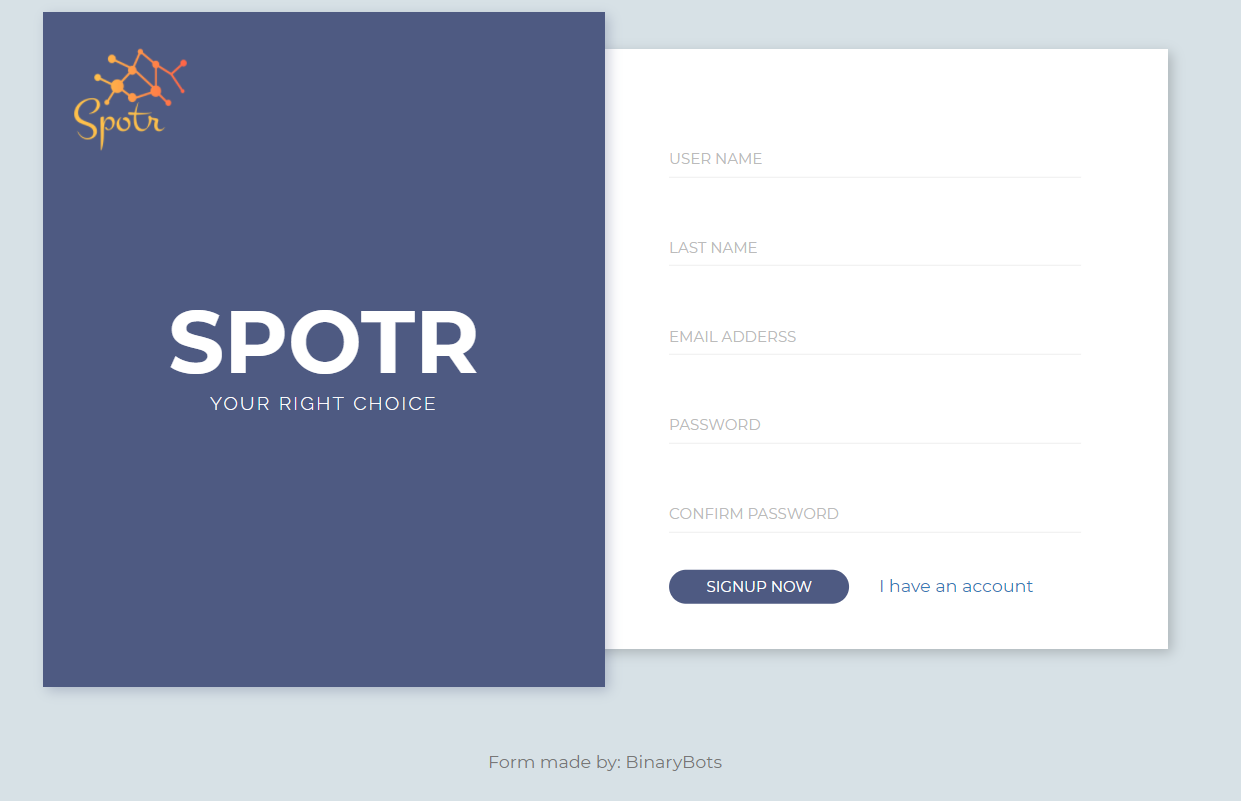 Spotr
SPOTR
YOUR RIGHT CHOICE
USER NAME
LAST NAME
EMAIL ADDERSS
PASSWORD
CONFIRM PASSWORD
SIGNUP NOW
I have an account
Form made by: BinaryBots